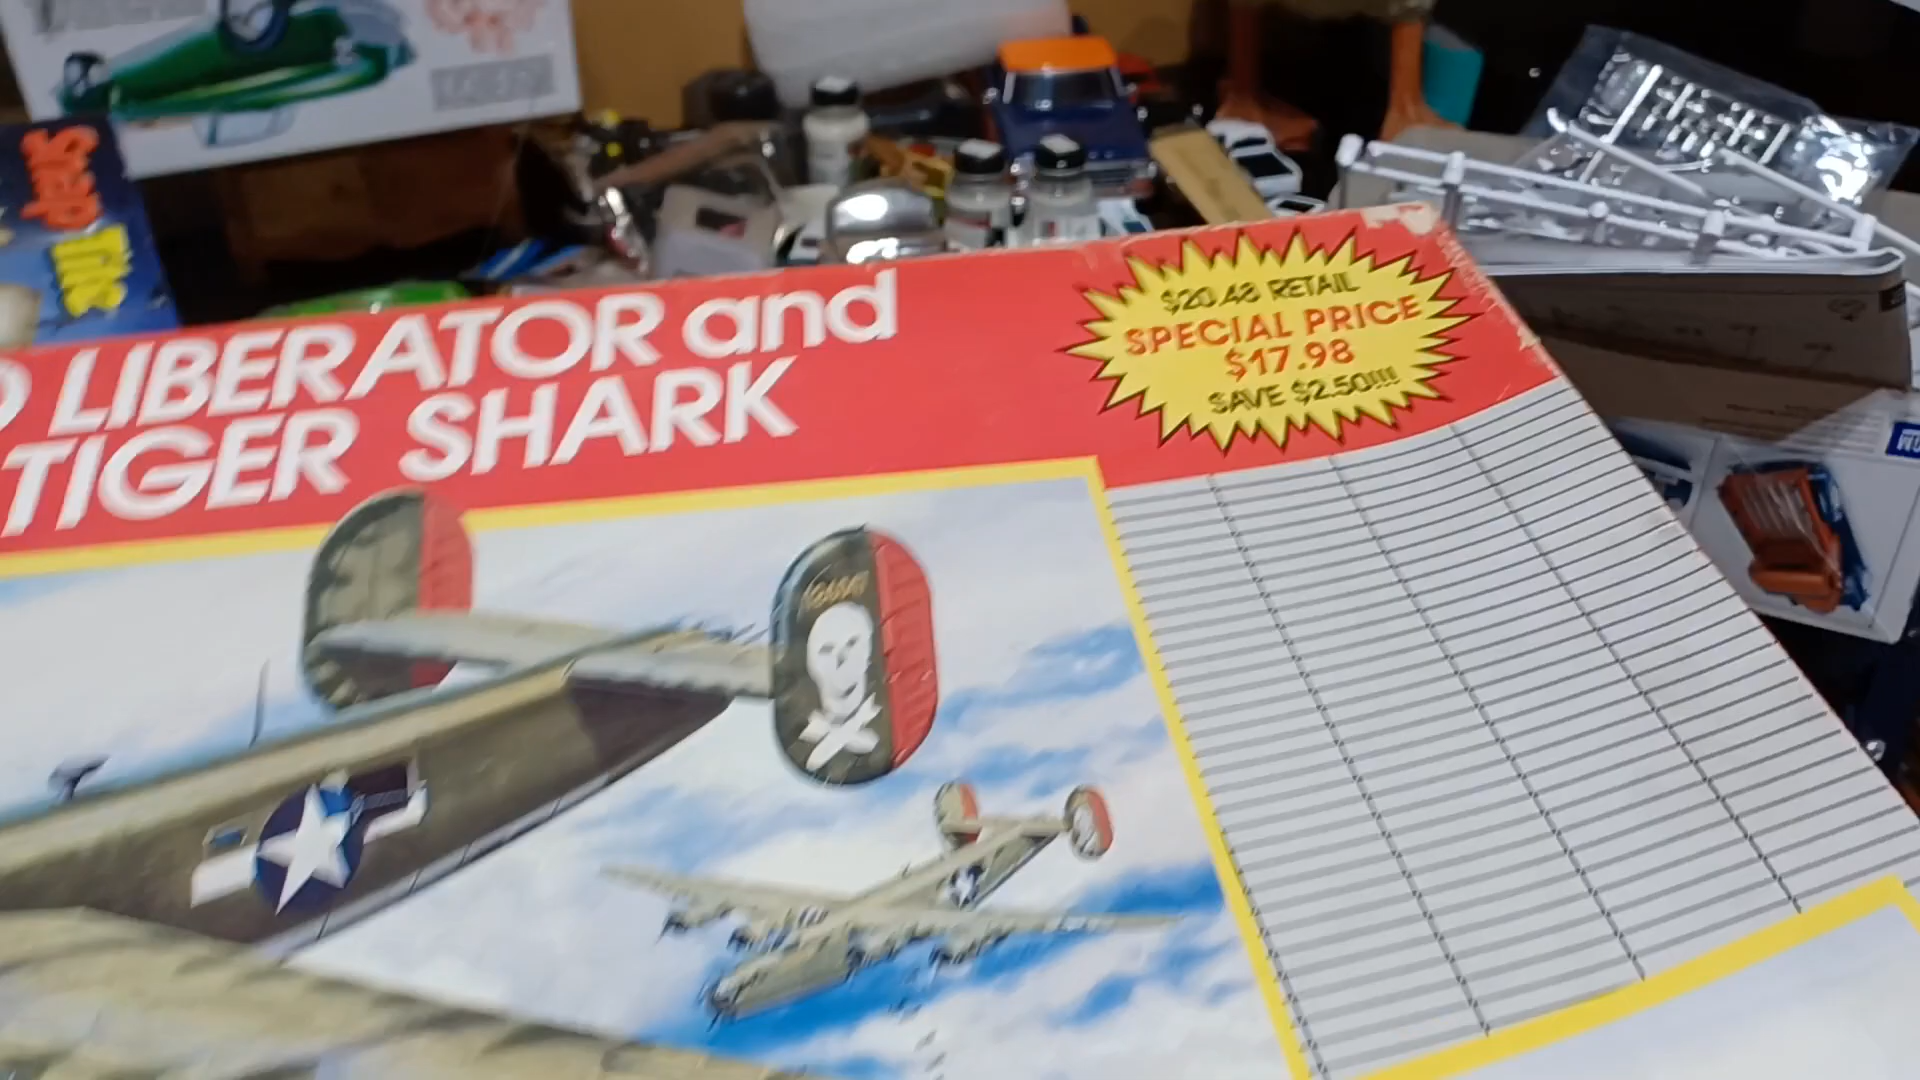 LIBERATOR and
TIGER SHARK
$20.48 RETAIL
SPECIAL PRICE
$17.98
SAVE $2.50!!!